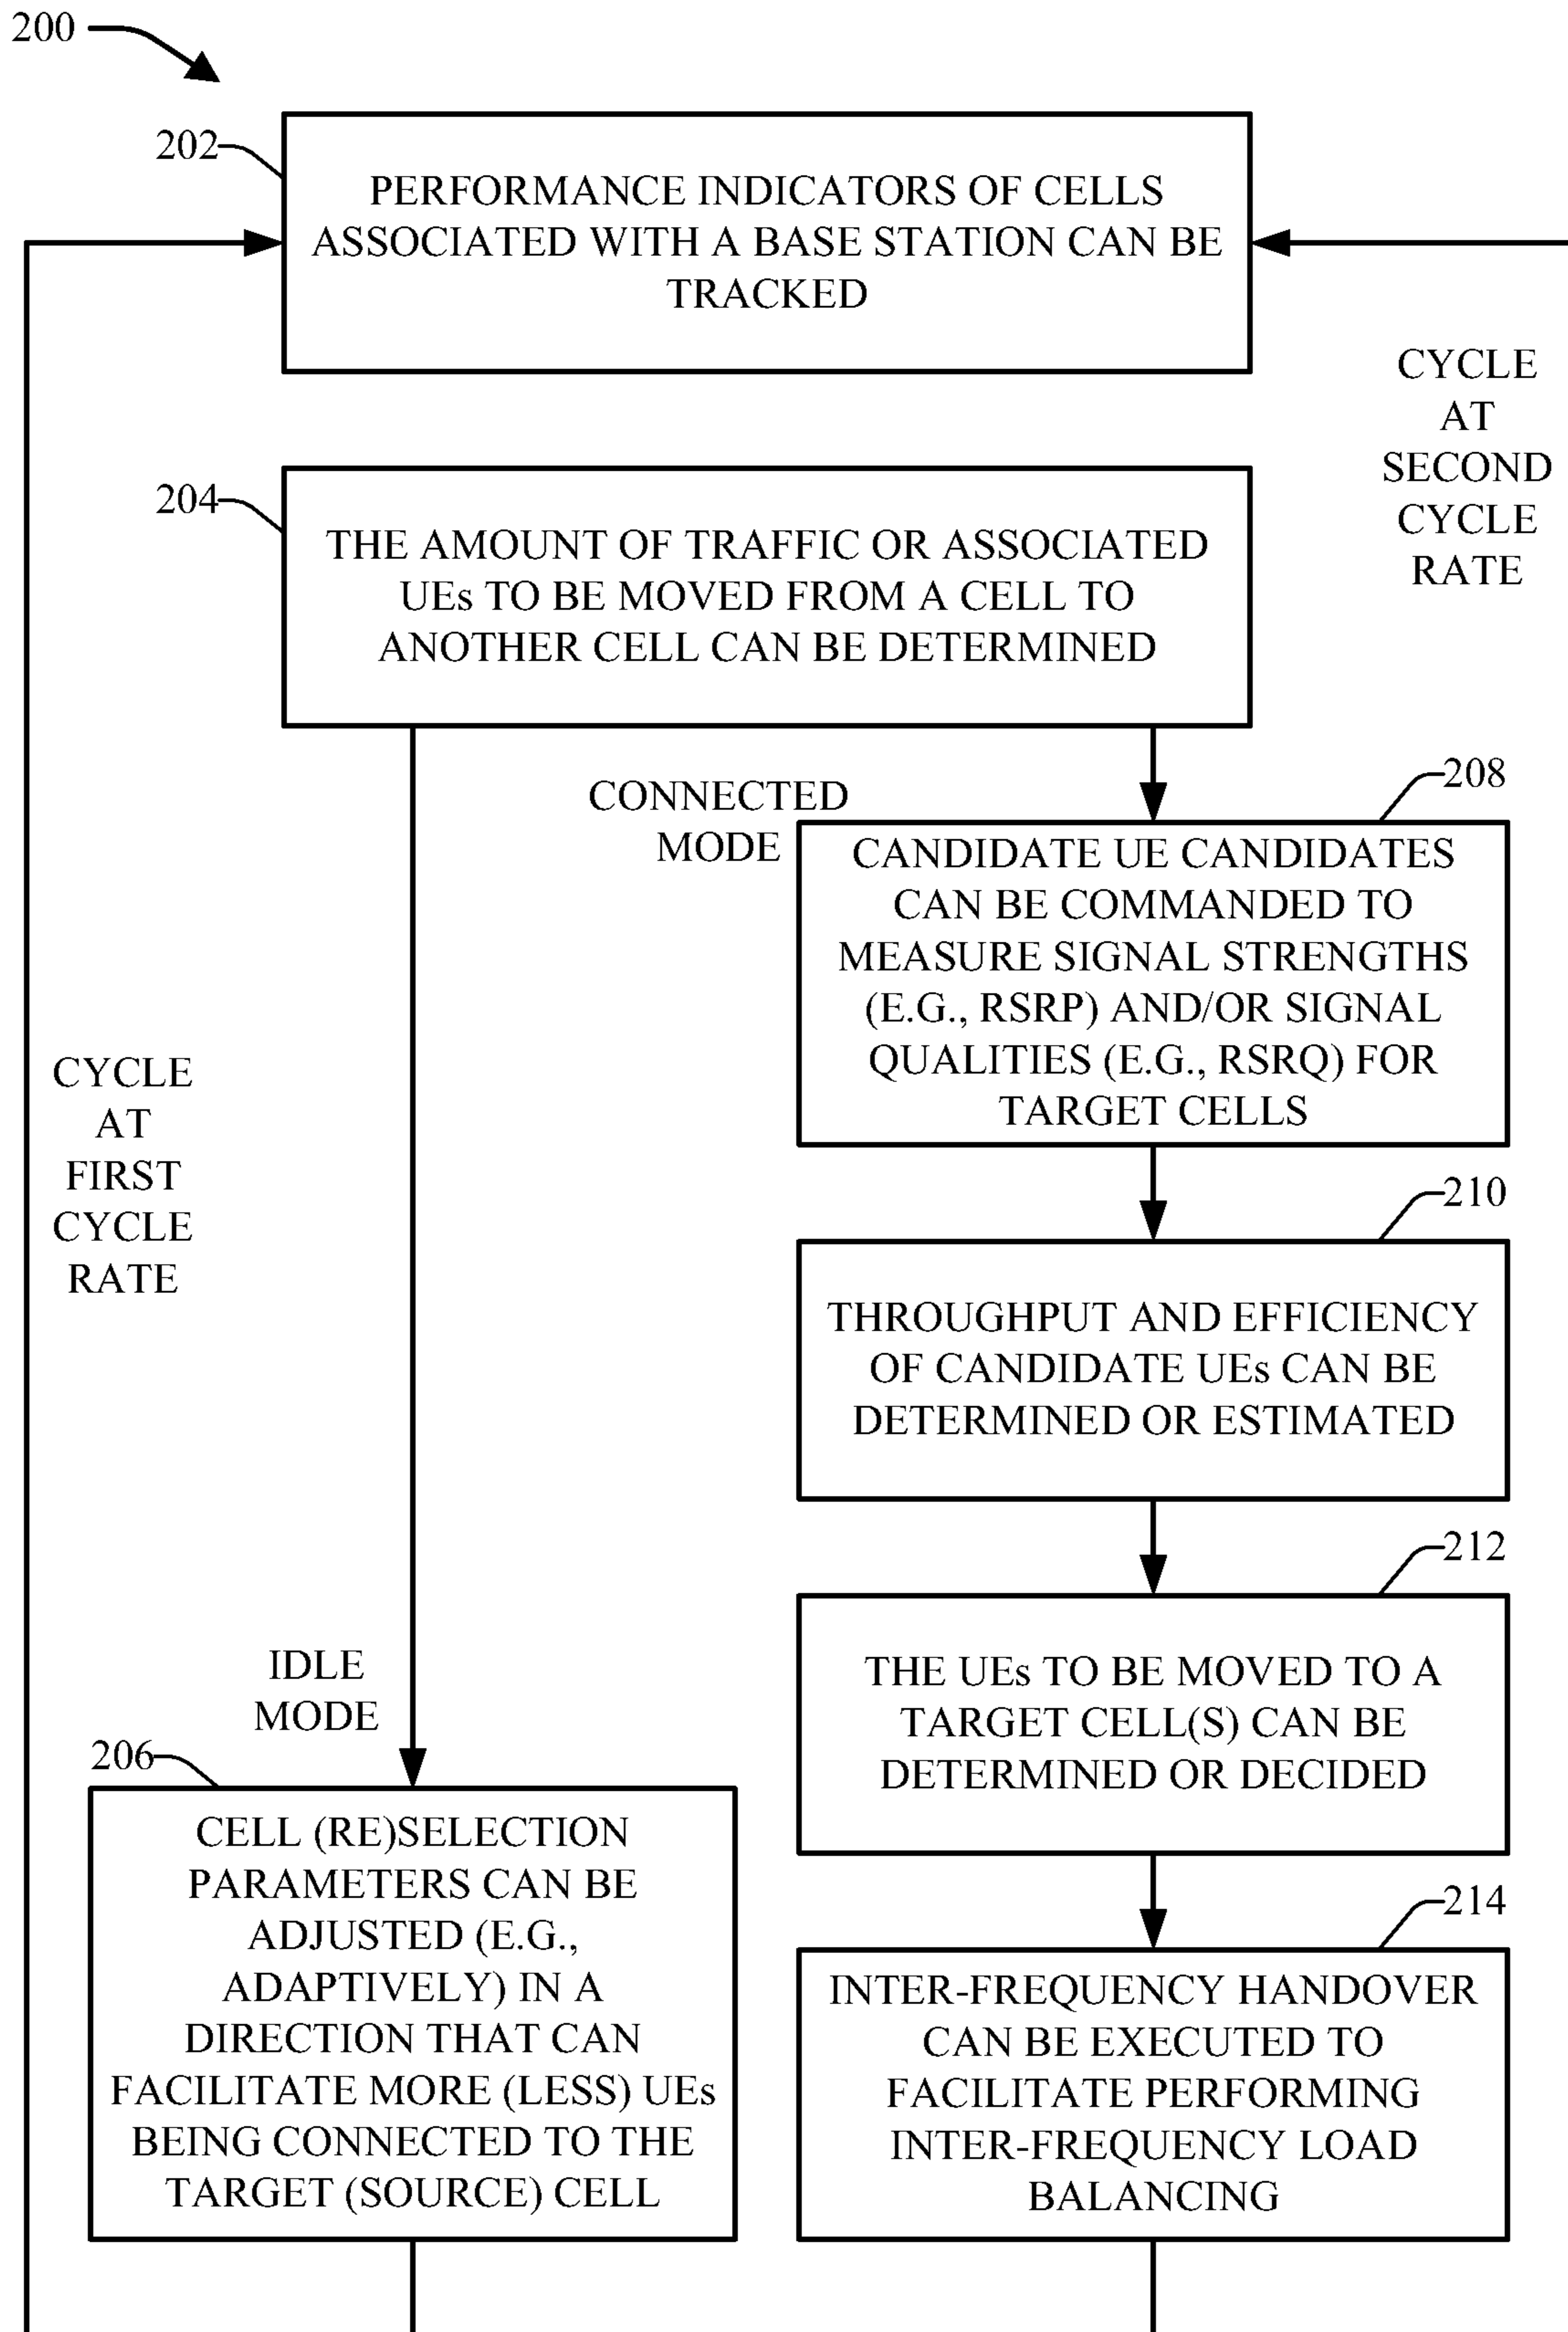 200
202
PERFORMANCE INDICATORS OF CELLS
ASSOCIATED WITH A BASE STATION CAN BE
TRACKED
CYCLE
AT
SECOND
CYCLE
RATE
204
THE AMOUNT OF TRAFFIC OR ASSOCIATED
UEs TO BE MOVED FROM A CELL TO
ANOTHER CELL CAN BE DETERMINED
CONNECTED
MODE
208
CANDIDATE UE CANDIDATES
CAN BE COMMANDED TO
MEASURE SIGNAL STRENGTHS
(E.G., RSRP) AND/OR SIGNAL
QUALITIES (E.G., RSRQ) FOR
TARGET CELLS
CYCLE
AT
FIRST
CYCLE
RATE
210
THROUGHPUT AND EFFICIENCY
OF CANDIDATE UEs CAN BE
DETERMINED OR ESTIMATED
212
THE UEs TO BE MOVED TO A
TARGET CELL(S) CAN BE
DETERMINED OR DECIDED
IDLE
MODE
206
CELL (RE)SELECTION
PARAMETERS CAN BE
ADJUSTED (E.G.,
ADAPTIVELY) IN A
DIRECTION THAT CAN
FACILITATE MORE (LESS) UEs
BEING CONNECTED TO THE
TARGET (SOURCE) CELL
214
INTER-FREQUENCY HANDOVER
CAN BE EXECUTED TO
FACILITATE PERFORMING
INTER-FREQUENCY LOAD
BALANCING